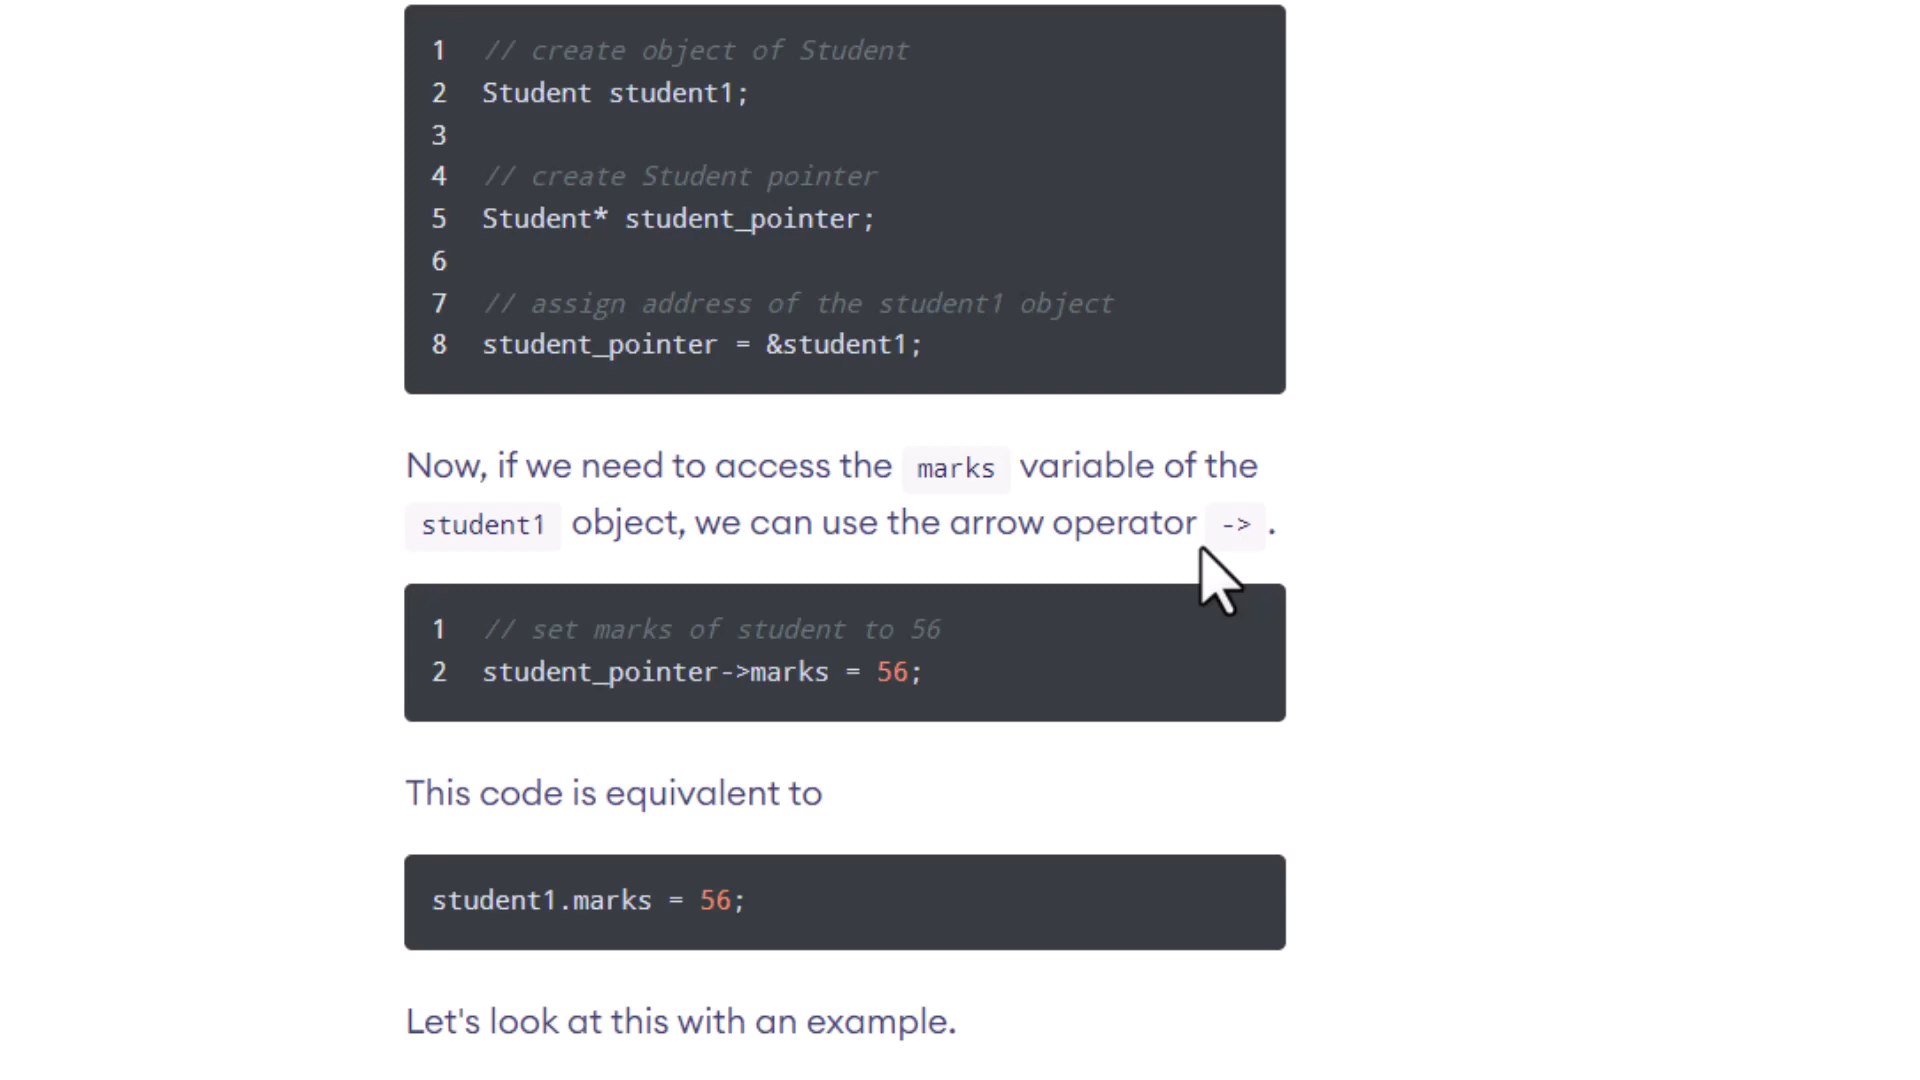 1 // create object of Student
2 Student student1;
3
4 // create Student pointer
5 Student* student_pointer;
6
7 // assign address of the student1 object
8 student_pointer = &student1;
Now, if we need to access the marks variable of the
student1 object, we can use the arrow operator -> .
1 // set marks of student to 56
2 student_pointer->marks = 56;
This code is equivalent to
student1.marks = 56;
Let's look at this with an example.